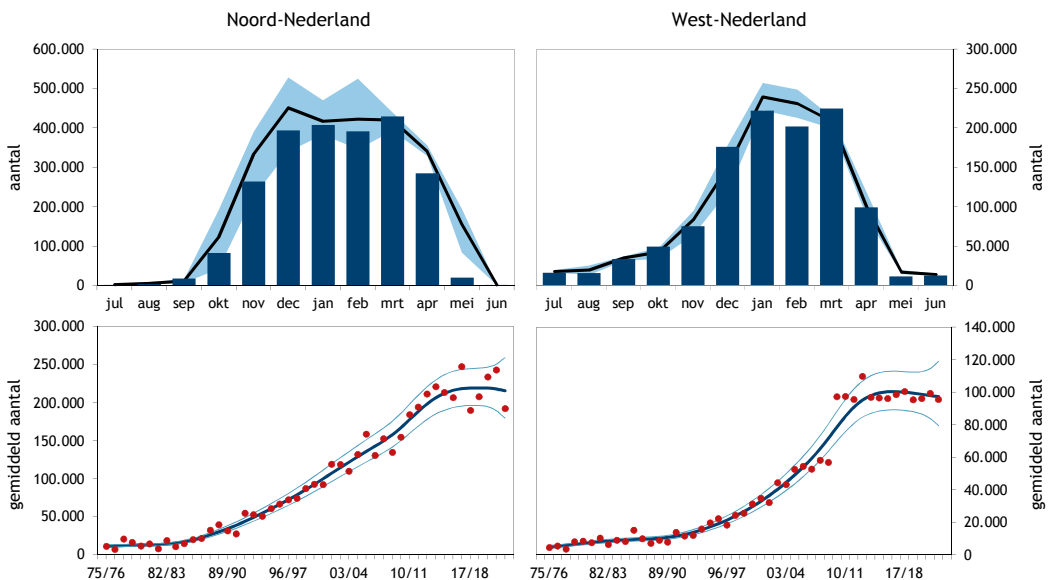 Noord-Nederland
West-Nederland
600.000
500.000
400.000
300.000
200.000
100.000
0
aantal
jul aug sep okt nov dec jan feb mrt apr mei jun
300.000
250.000
200.000
150.000
100.000
50.000
0
aantal
jul aug sep okt nov dec jan feb mrt apr mei jun
300.000
250.000
200.000
150.000
100.000
50.000
0
gemiddeld aantal
75/76 82/83 89/90 96/97 03/04 10/11 17/18
140.000
120.000
100.000
80.000
60.000
40.000
20.000
0
gemiddeld aantal
75/76 82/83 89/90 96/97 03/04 10/11 17/18